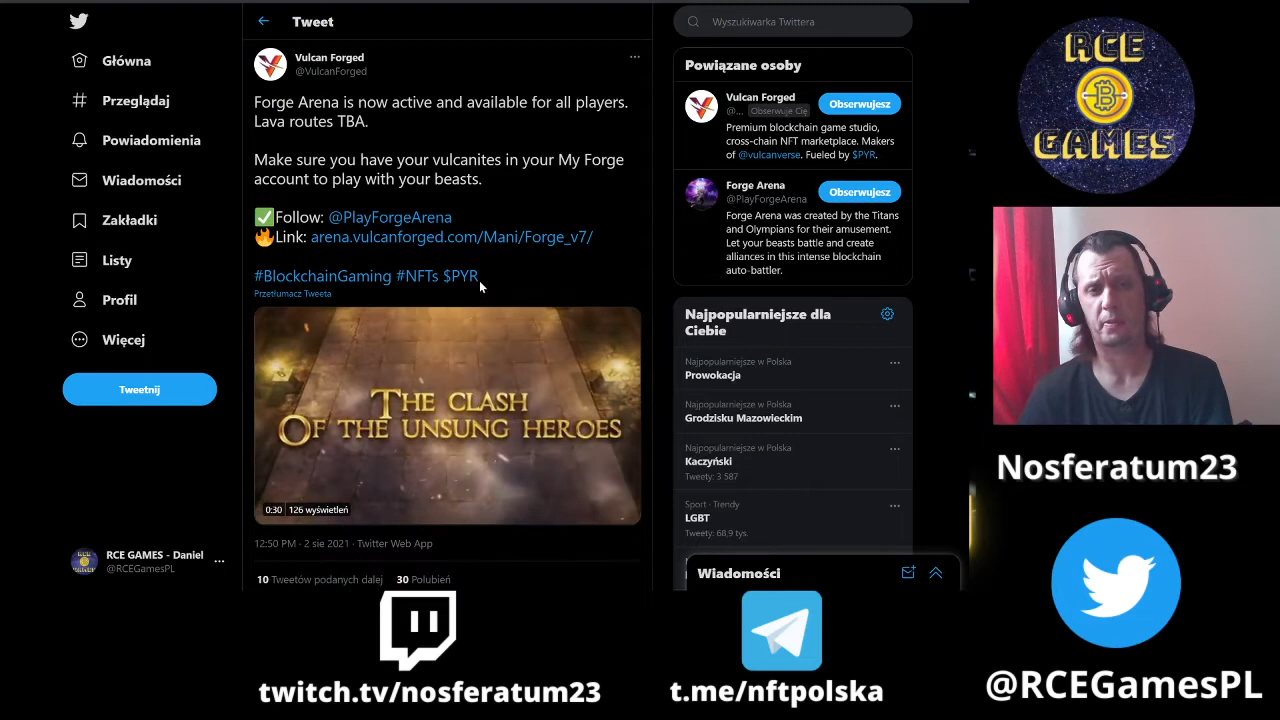 Główna
Przeglądaj
Powiadomienia
Wiadomości
Zakładki
Listy
Profil
Więcej
Tweetnij
RCE GAMES - Daniel
@RCEGamesPL
Tweet
Vulcan Forged
@VulcanForged
Forge Arena is now active and available for all players.
Lava routes TBA.
Make sure you have your vulcanites in your My Forge
account to play with your beasts.
✅Follow: @PlayForgeArena
🔥Link: arena.vulcanforged.com/Mani/Forge_v7/
#BlockchainGaming #NFTs $PYR
Przetłumacz Tweeta
THE CLASH
OF THE UNSUNG HEROES
0:30
126 wyświetleń
12:50 PM · 2 sie 2021 · Twitter Web App
10 Tweetów podanych dalej 30 Polubień
Wyszukiwarka Twittera
Powiązane osoby
Vulcan Forged
@... Obserwuje Cię
Obserwujesz
Premium blockchain game studio,
cross-chain NFT marketplace. Makers
of @vulcanverse. Fueled by $PYR.
Forge Arena
@PlayForgeArena
Obserwujesz
Forge Arena was created by the Titans
and Olympians for their amusement.
Let your beasts battle and create
alliances in this intense blockchain
auto-battler.
Najpopularniejsze dla
Ciebie
Najpopularniejsze w Polska
Prowokacja
Najpopularniejsze w Polska
Grodzisku Mazowieckim
Najpopularniejsze w Polska
Kaczyński
Tweety: 3 587
Sport · Trendy
LGBT
Tweety: 68,9 tys.
Wiadomości
RCE
GAMES
Nosferatum23
@RCEGamesPL
twitch.tv/nosferatum23
t.me/nftpolska